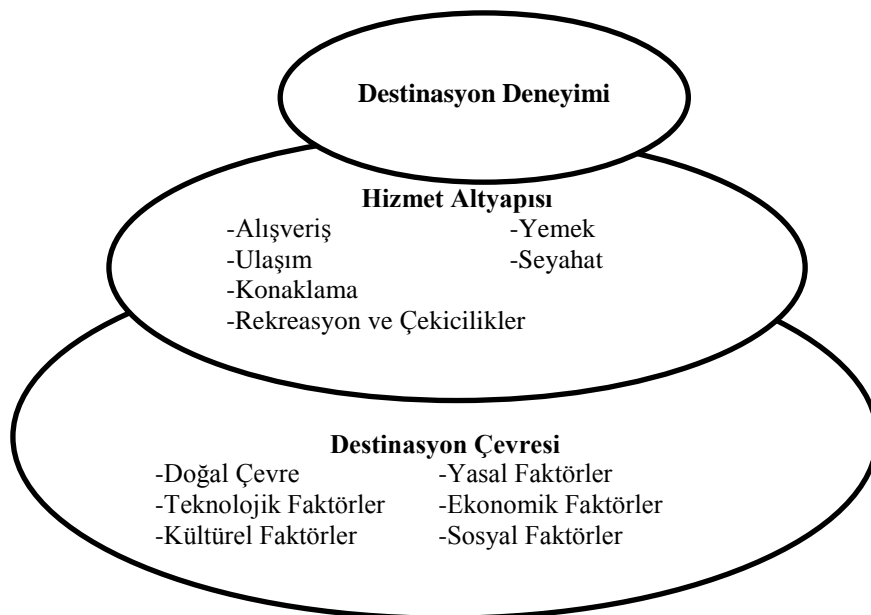 Destinasyon Deneyimi
Hizmet Altyapısı
-Alışveriş -Yemek
-Ulaşım -Seyahat
-Konaklama
-Rekreasyon ve Çekicilikler
Destinasyon Çevresi
-Doğal Çevre -Yasal Faktörler
-Teknolojik Faktörler -Ekonomik Faktörler
-Kültürel Faktörler -Sosyal Faktörler